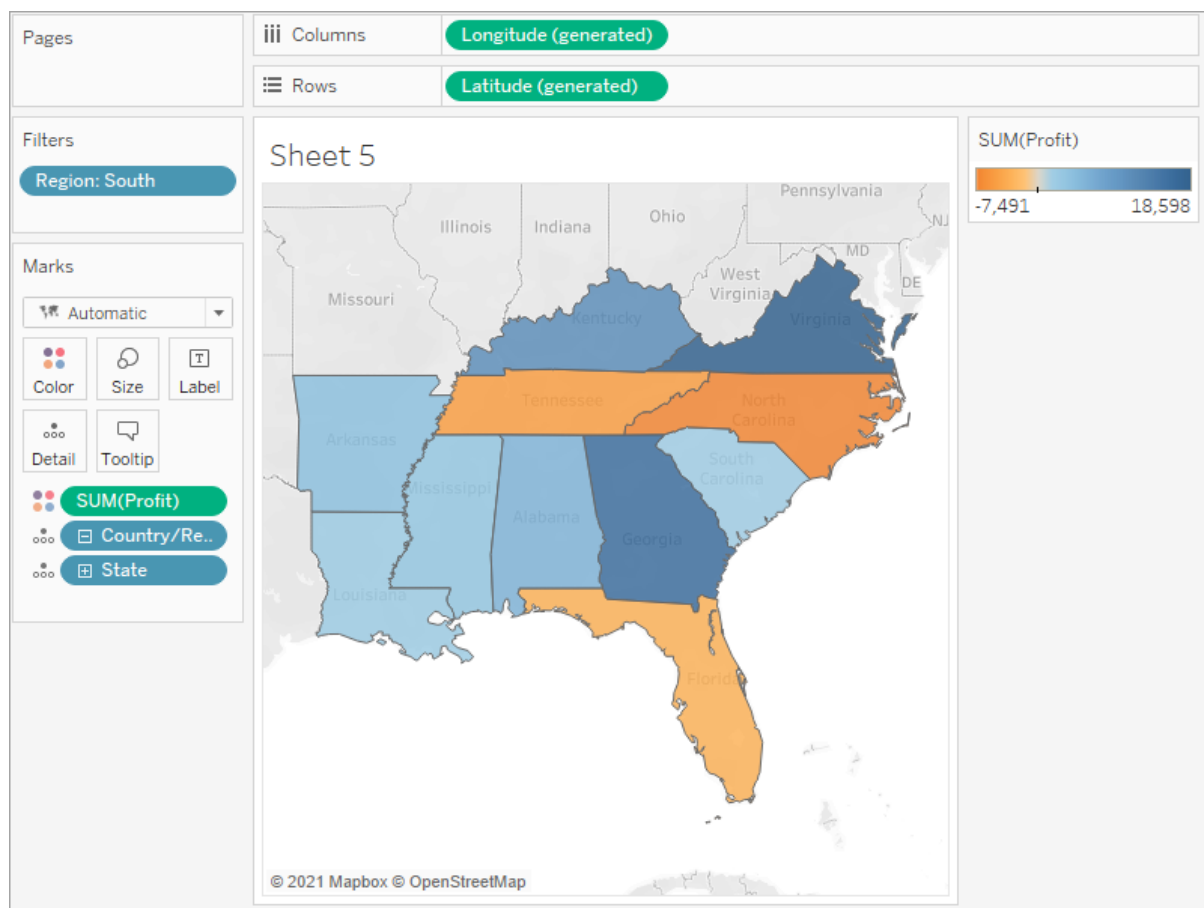 Pages
Columns
Longitude (generated)
Rows
Latitude (generated)
Filters
Region: South
Marks
Automatic
Color
Size
Label
Detail
Tooltip
SUM(Profit)
Country/Re..
State
Sheet 5
Pennsylvania
Ohio
Illinois
Indiana
NJ
MD
West
Virginia
DE
Missouri
Kentucky
Virginia
Tennessee
North
Carolina
Arkansas
South
Carolina
Mississippi
Alabama
Georgia
Louisiana
Florida
© 2021 Mapbox © OpenStreetMap
SUM(Profit)
-7,491 18,598